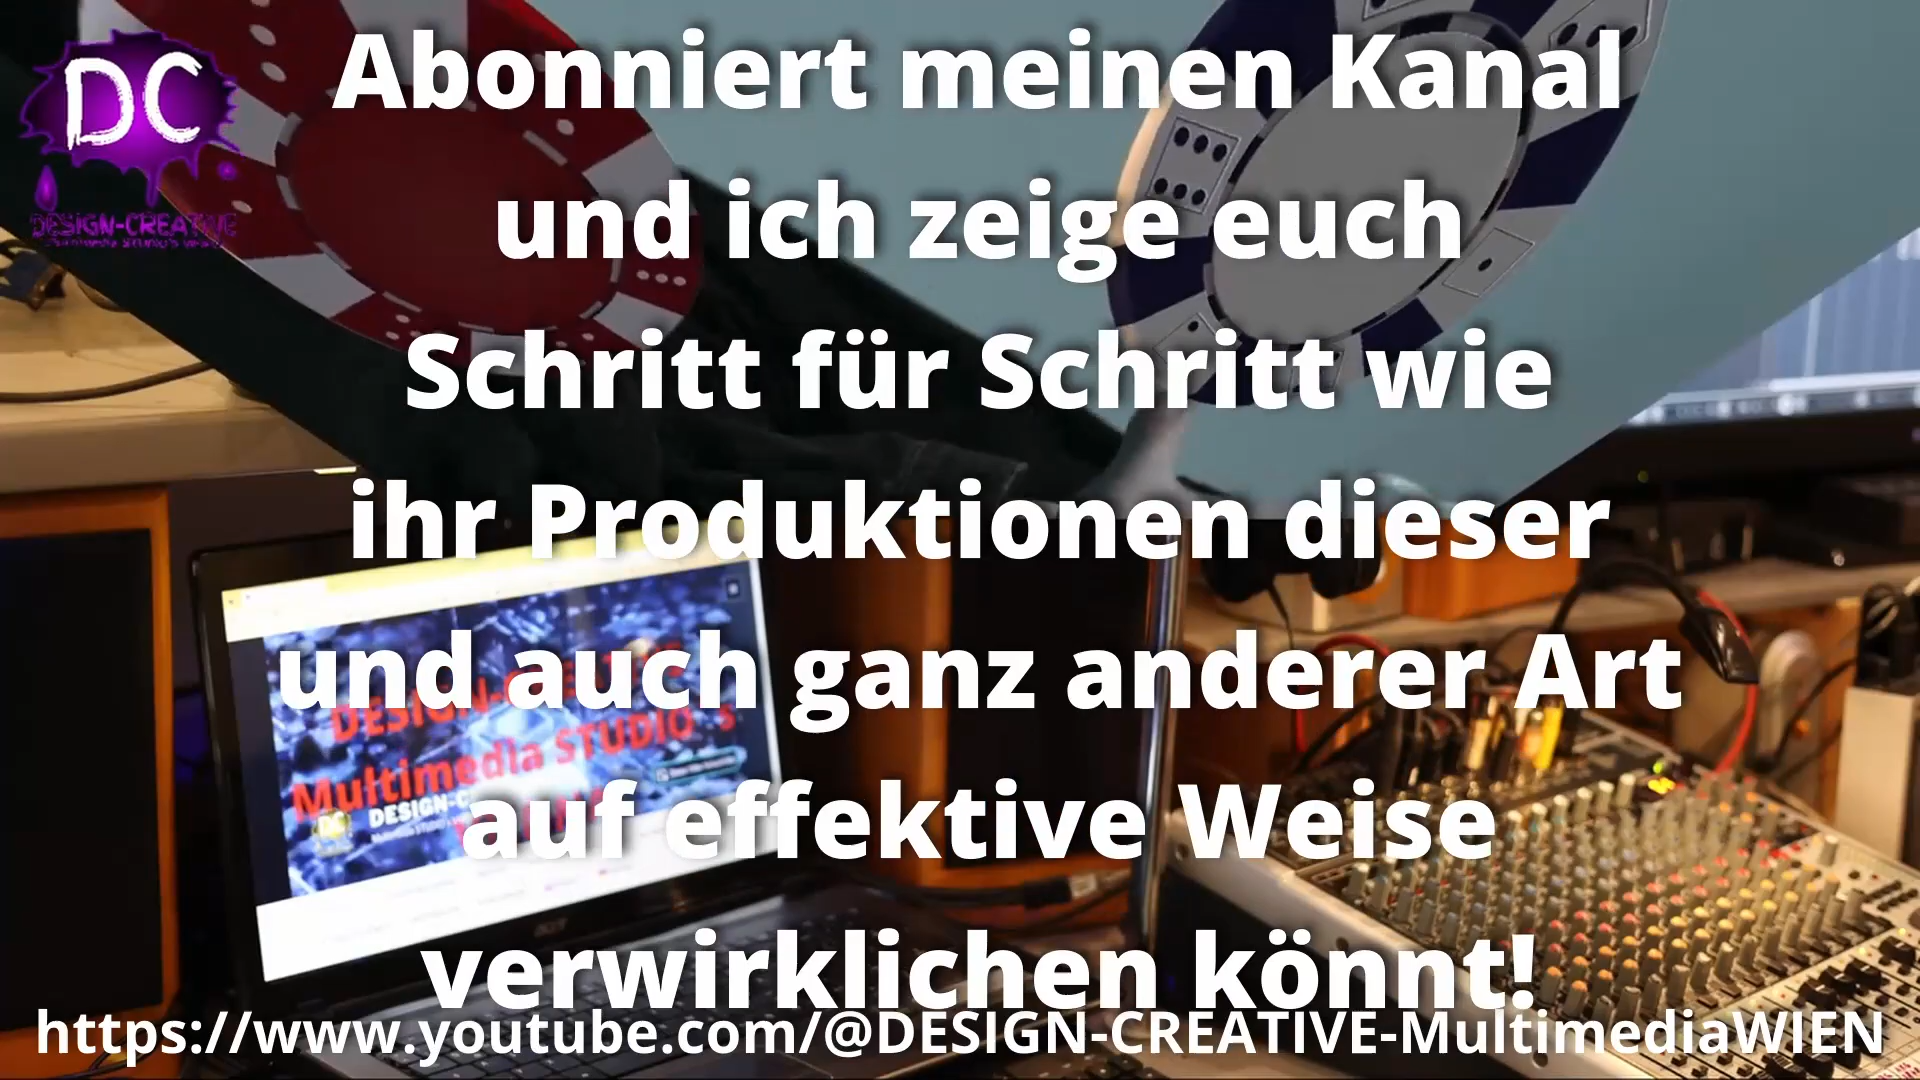 DC
DESIGN-CREATIVE
Abonniert meinen Kanal
und ich zeige euch
Schritt für Schritt wie
ihr Produktionen dieser
und auch ganz anderer Art
auf effektive Weise
verwirklichen könnt!
Multimedia STUDIO´s
acer
https://www.youtube.com/@DESIGN-CREATIVE-MultimediaWIEN